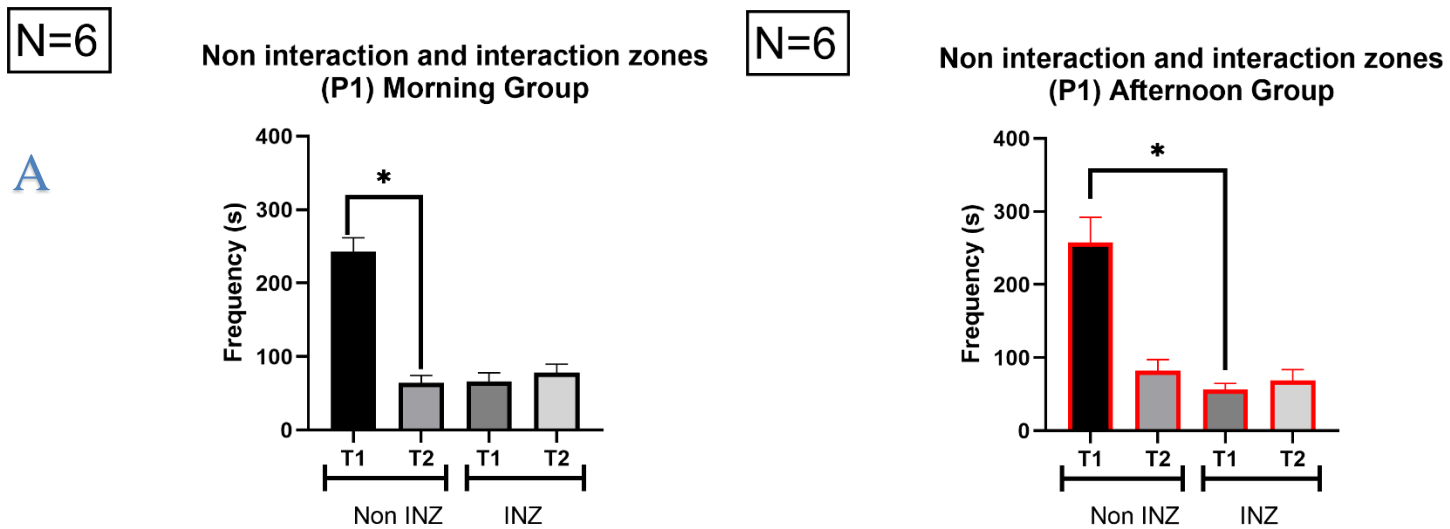 N=6
Non interaction and interaction zones
(P1) Morning Group
A
400
300
200
100
0
Frequency (s)
*
T1 T2 T1 T2
Non INZ INZ
N=6
Non interaction and interaction zones
(P1) Afternoon Group
400
300
200
100
0
Frequency (s)
*
T1 T2 T1 T2
Non INZ INZ